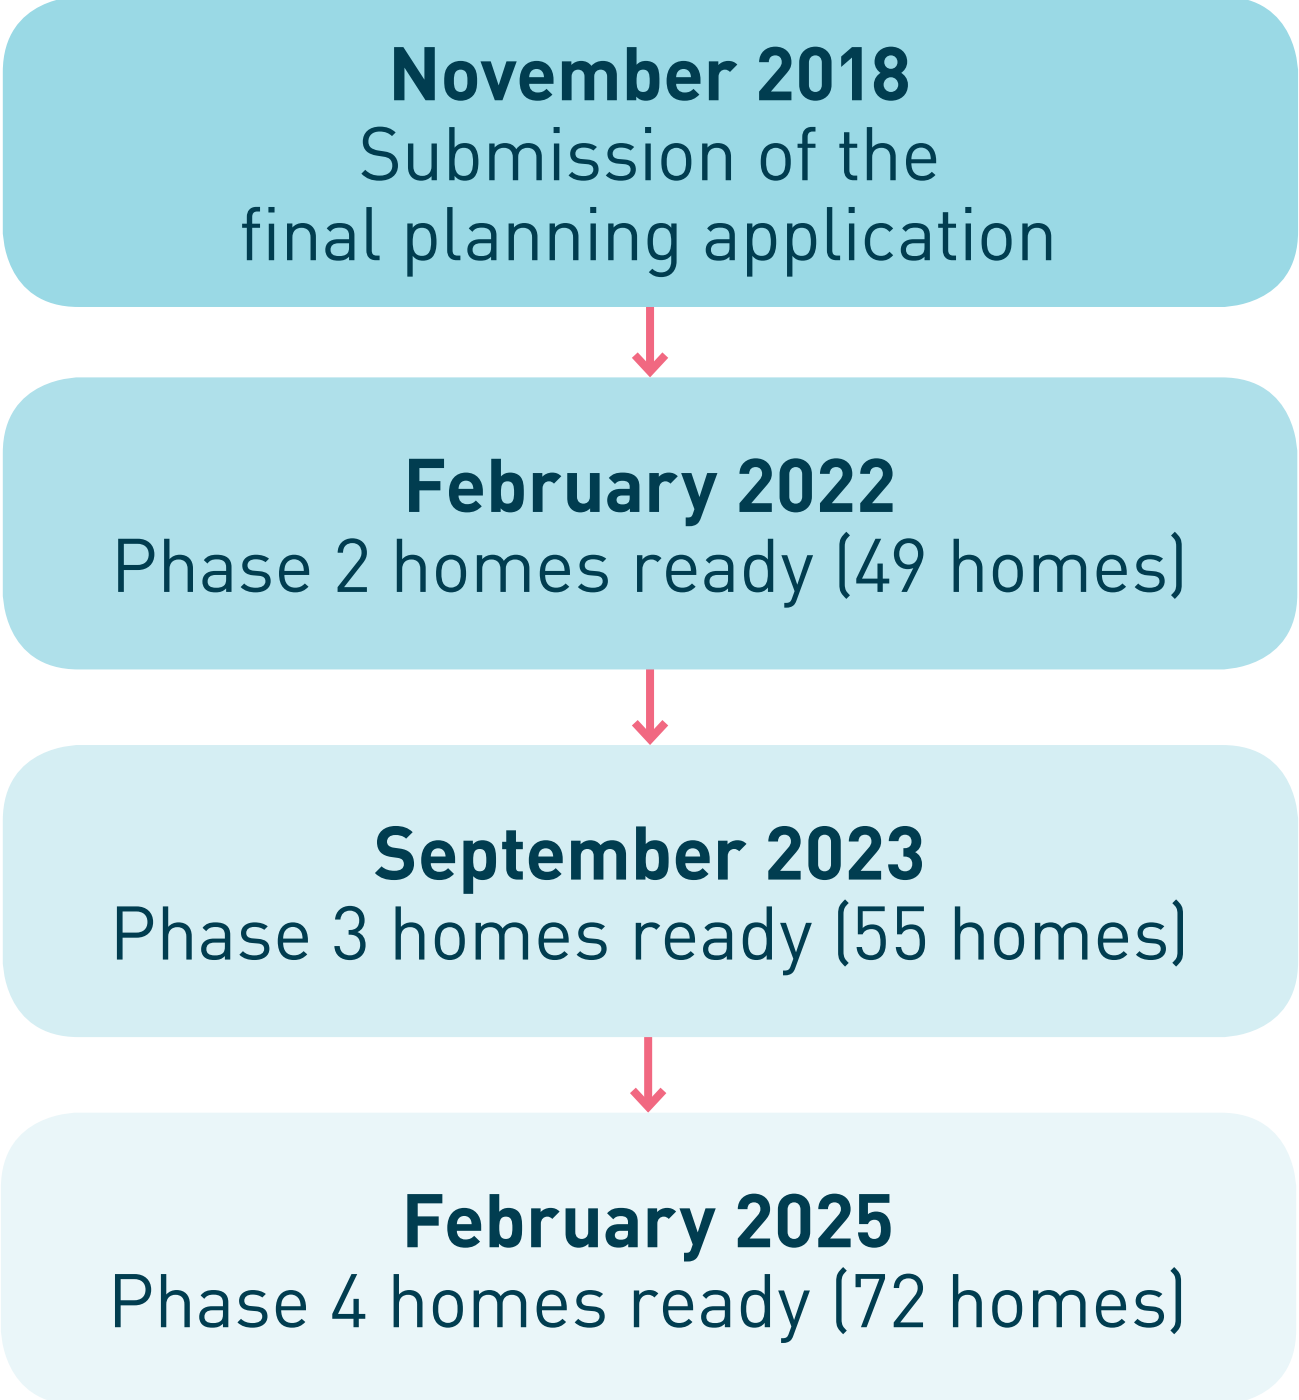 November 2018
Submission of the
final planning application
February 2022
Phase 2 homes ready (49 homes)
September 2023
Phase 3 homes ready (55 homes)
February 2025
Phase 4 homes ready (72 homes)